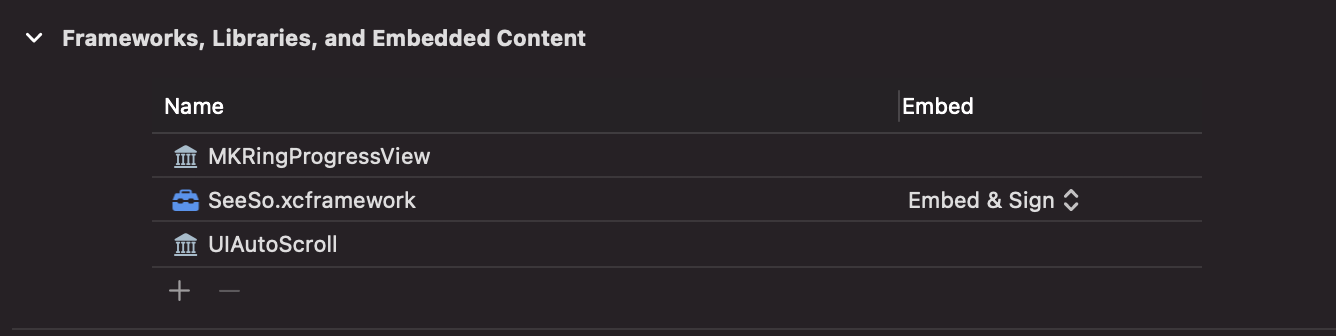 Frameworks, Libraries, and Embedded Content
Name Embed
MKRingProgressView
SeeSo.xcframework Embed & Sign
UIAutoScroll